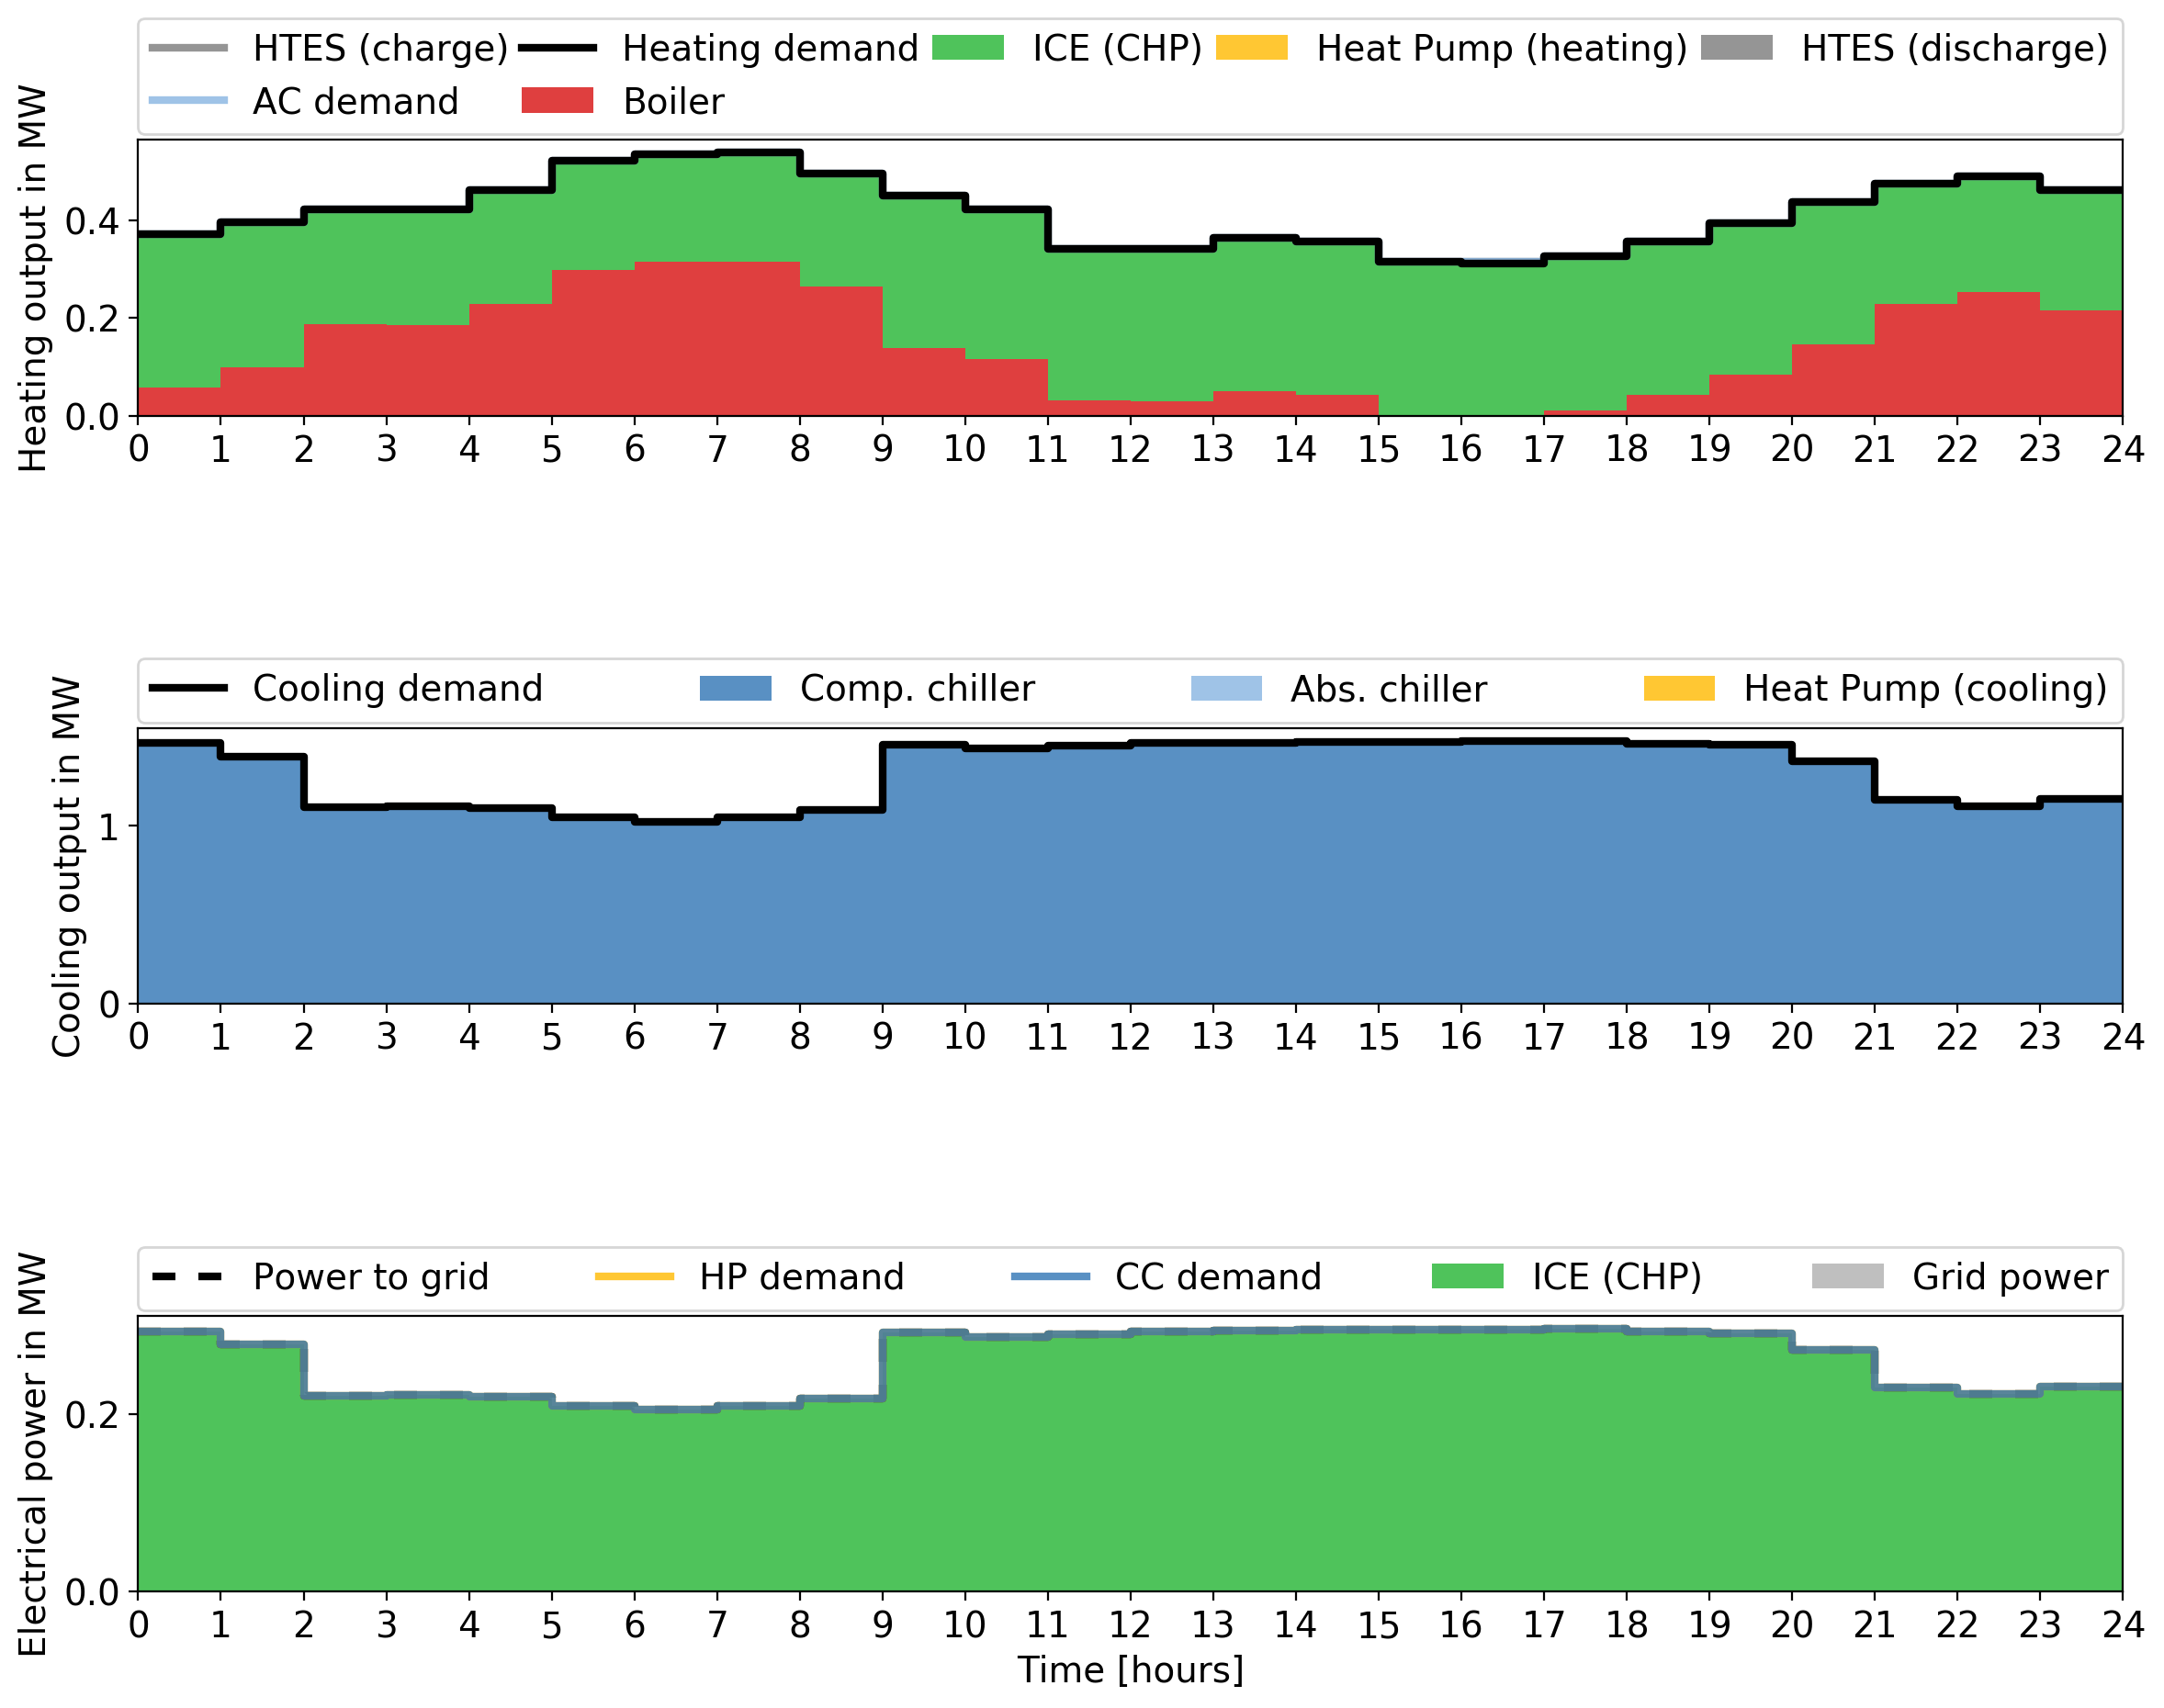 HTES (charge) Heating demand ICE (CHP) Heat Pump (heating) HTES (discharge)
AC demand Boiler
Heating output in MW
0.4
0.2
0.0
0 1 2 3 4 5 6 7 8 9 10 11 12 13 14 15 16 17 18 19 20 21 22 23 24
Cooling demand Comp. chiller Abs. chiller Heat Pump (cooling)
Cooling output in MW
1
0
0 1 2 3 4 5 6 7 8 9 10 11 12 13 14 15 16 17 18 19 20 21 22 23 24
Power to grid HP demand CC demand ICE (CHP) Grid power
Electrical power in MW
0.2
0.0
0 1 2 3 4 5 6 7 8 9 10 11 12 13 14 15 16 17 18 19 20 21 22 23 24
Time [hours]